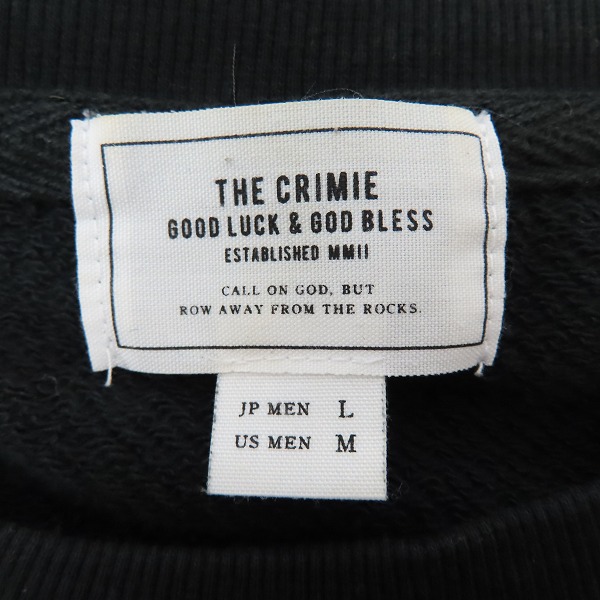 THE CRIMIE
GOOD LUCK & GOD BLESS
ESTABLISHED MMII
CALL ON GOD, BUT
ROW AWAY FROM THE ROCKS.
JP MEN L
US MEN M